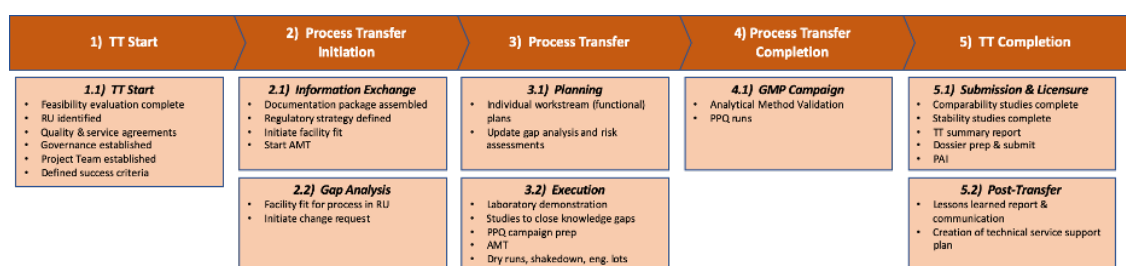 1) TT Start
2) Process Transfer
Initiation
3) Process Transfer
4) Process Transfer
Completion
5) TT Completion
1.1) TT Start
• Feasibility evaluation complete
• RU identified
• Quality & service agreements
• Governance established
• Project Team established
• Defined success criteria
2.1) Information Exchange
• Documentation package assembled
• Regulatory strategy defined
• Initiate facility fit
• Start AMT
2.2) Gap Analysis
• Facility fit for process in RU
• Initiate change request
3.1) Planning
• Individual workstream (functional)
plans
• Update gap analysis and risk
assessments
3.2) Execution
• Laboratory demonstration
• Studies to close knowledge gaps
• PPQ campaign prep
• AMT
• Dry runs, shakedown, eng. lots
4.1) GMP Campaign
• Analytical Method Validation
• PPQ runs
5.1) Submission & Licensure
• Comparability studies complete
• Stability studies complete
• TT summary report
• Dossier prep & submit
• PAI
5.2) Post-Transfer
• Lessons learned report &
communication
• Creation of technical service support
plan